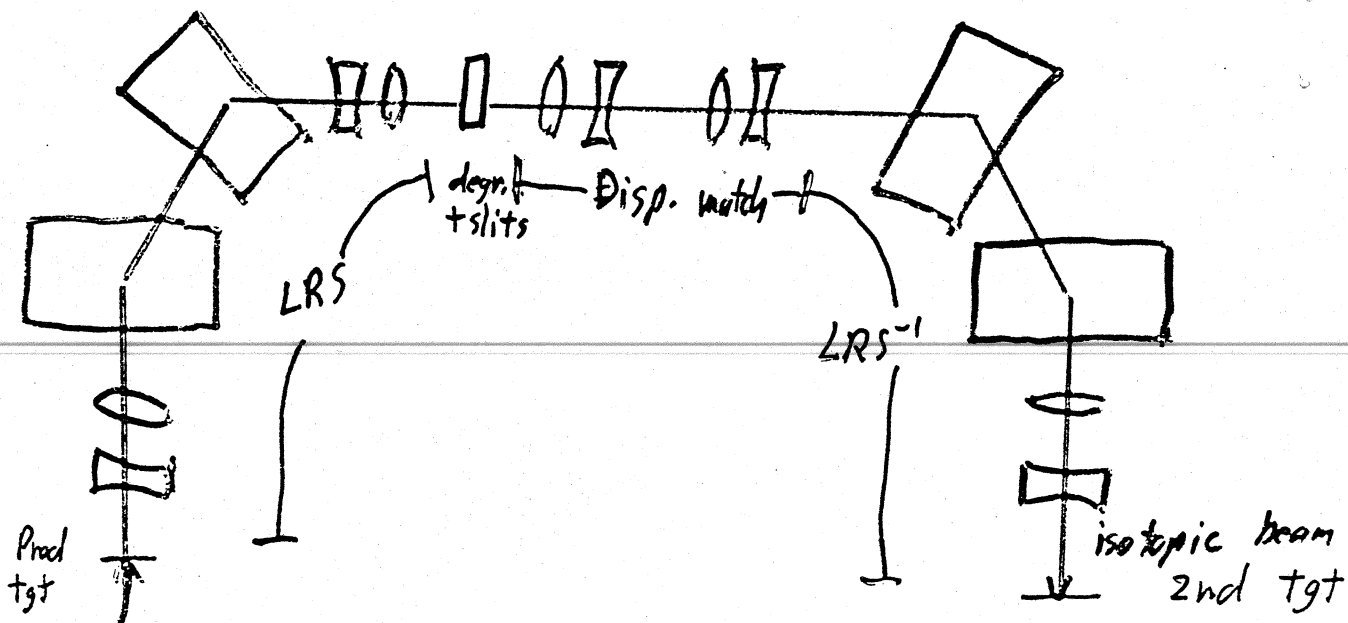 degr. Disp. match
+slits
LRS
LRS⁻¹
Prod
tgt
isotopic beam
2nd tgt